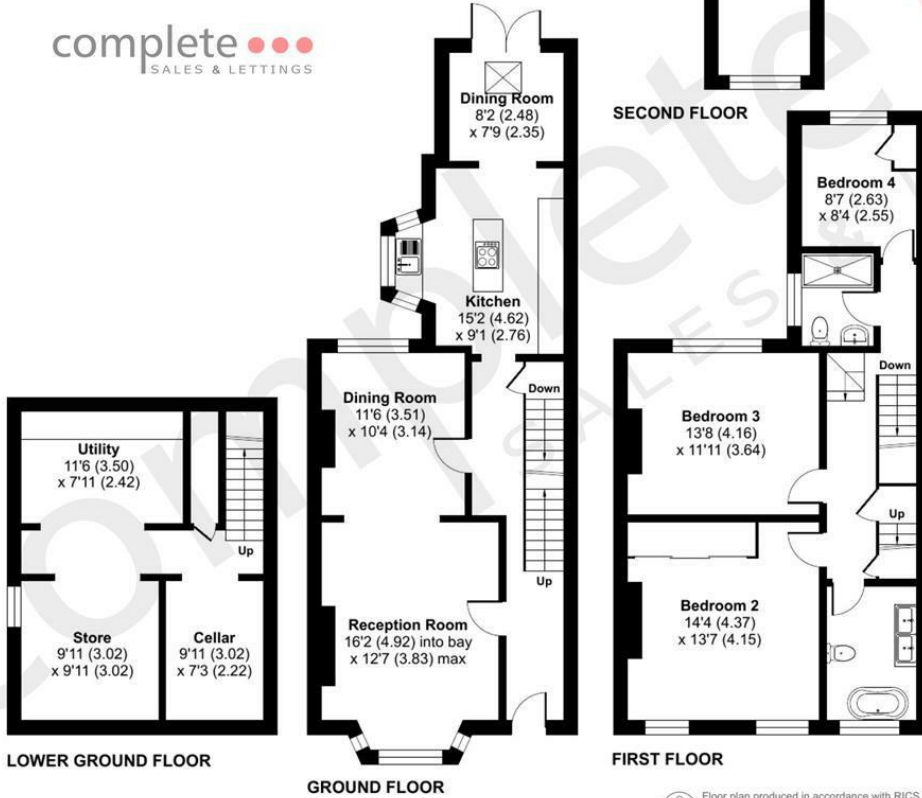 complete
SALES & LETTINGS
SECOND FLOOR
Dining Room
8'2 (2.48)
x 7'9 (2.35)
Bedroom 4
8'7 (2.63)
x 8'4 (2.55)
Kitchen
15'2 (4.62)
x 9'1 (2.76)
Down
Dining Room
11'6 (3.51)
x 10'4 (3.14)
Down
Bedroom 3
13'8 (4.16)
x 11'11 (3.64)
Utility
11'6 (3.50)
x 7'11 (2.42)
Up
Up
Up
Store
9'11 (3.02)
x 9'11 (3.02)
Cellar
9'11 (3.02)
x 7'3 (2.22)
Reception Room
16'2 (4.92) into bay
x 12'7 (3.83) max
Bedroom 2
14'4 (4.37)
x 13'7 (4.15)
LOWER GROUND FLOOR
GROUND FLOOR
FIRST FLOOR
Floor plan produced in accordance with RICS
complete
SALES &